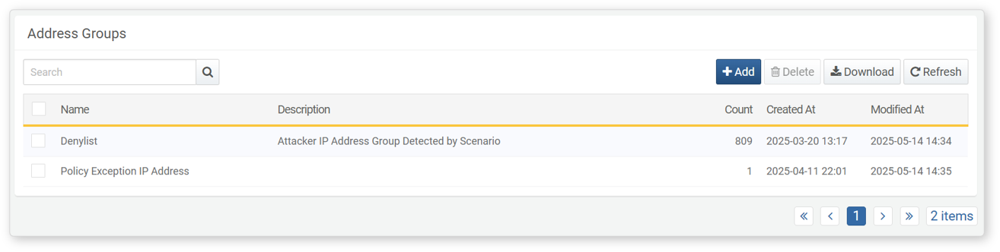 Address Groups
Search
Add Delete Download Refresh
Name Description Count Created At Modified At
Denylist Attacker IP Address Group Detected by Scenario 809 2025-03-20 13:17 2025-05-14 14:34
Policy Exception IP Address 1 2025-04-11 22:01 2025-05-14 14:35
« ‹ 1 › » 2 items